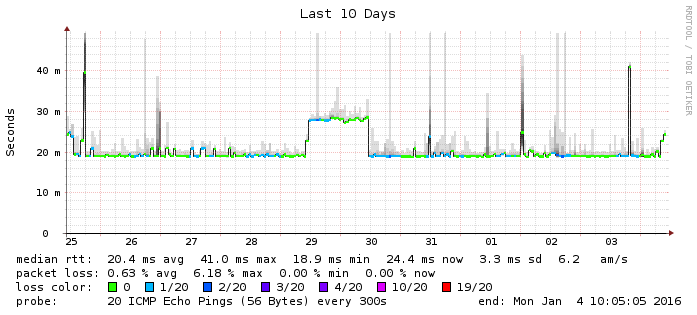 Last 10 Days
RRDTOOL / TOBI OETIKER
Seconds
40 m
30 m
20 m
10 m
0
25 26 27 28 29 30 31 01 02 03
median rtt: 20.4 ms avg 41.0 ms max 18.9 ms min 24.4 ms now 3.3 ms sd 6.2 am/s
packet loss: 0.63 % avg 6.18 % max 0.00 % min 0.00 % now
loss color: 0 1/20 2/20 3/20 4/20 10/20 19/20
probe: 20 ICMP Echo Pings (56 Bytes) every 300s end: Mon Jan 4 10:05:05 2016